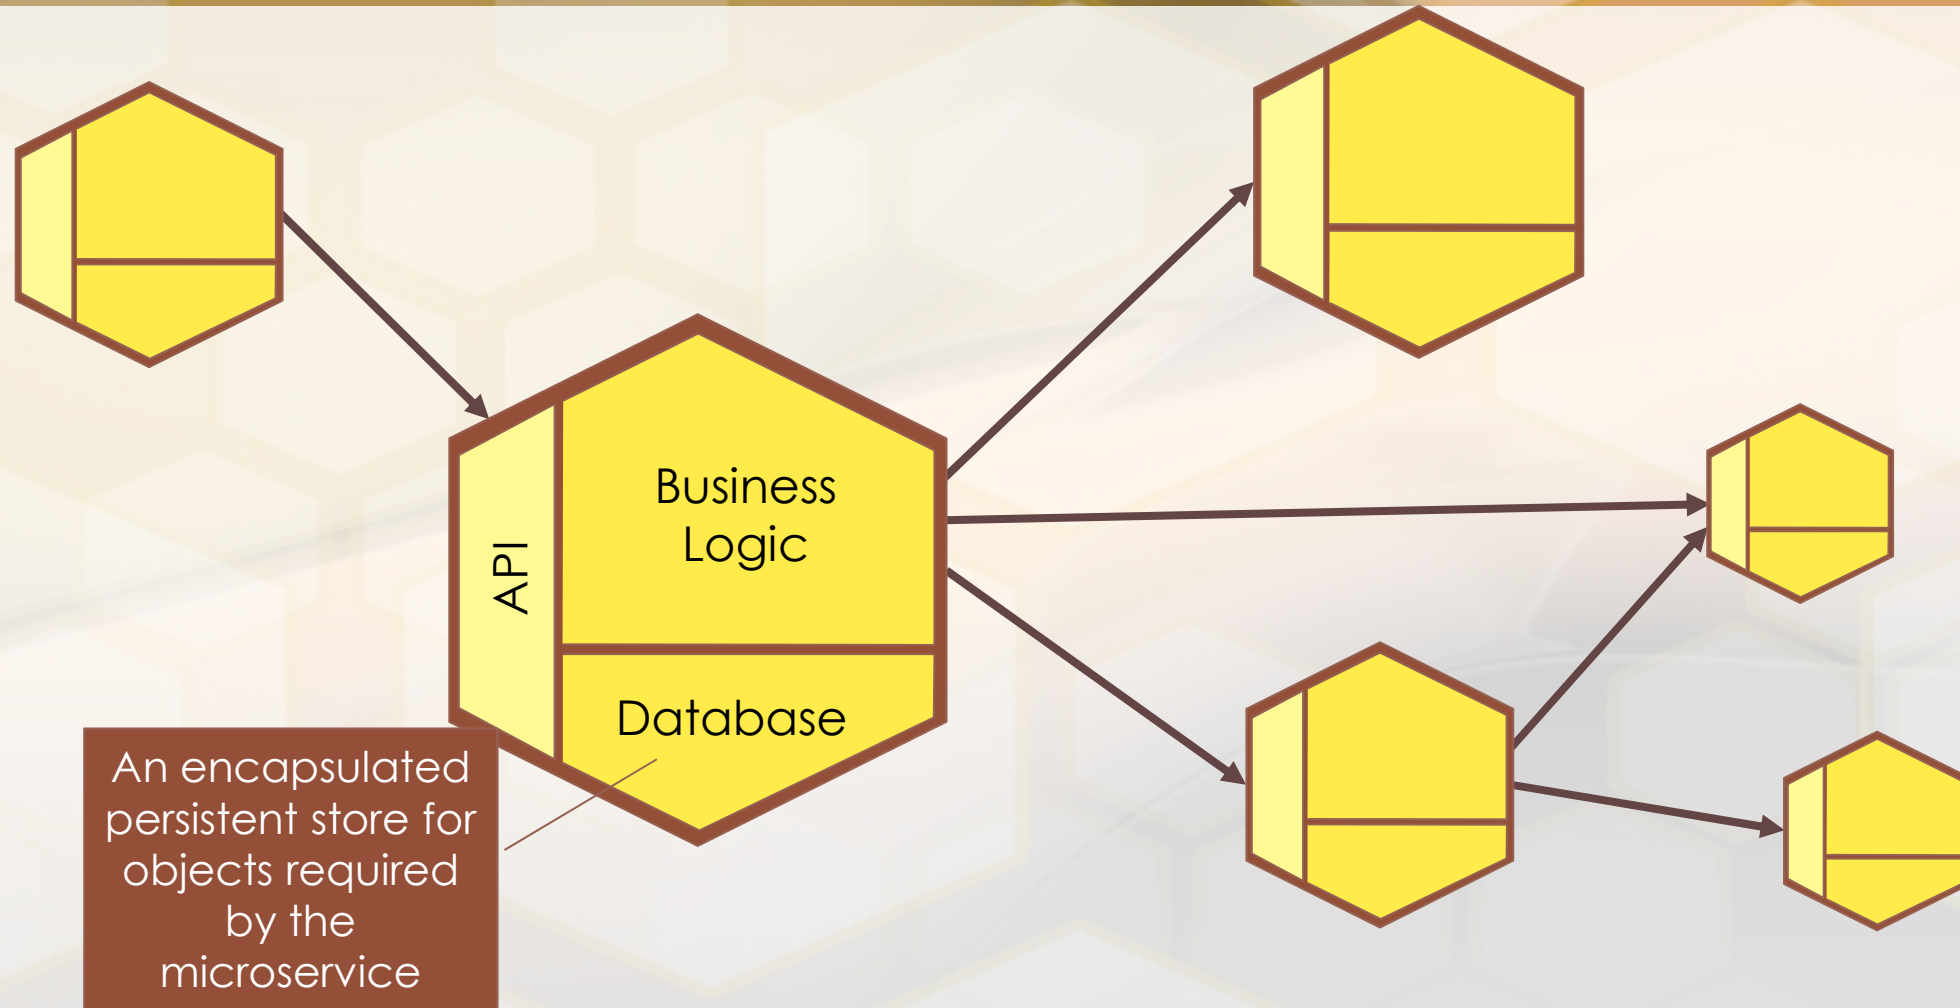 Business
Logic
API
Database
An encapsulated
persistent store for
objects required
by the
microservice